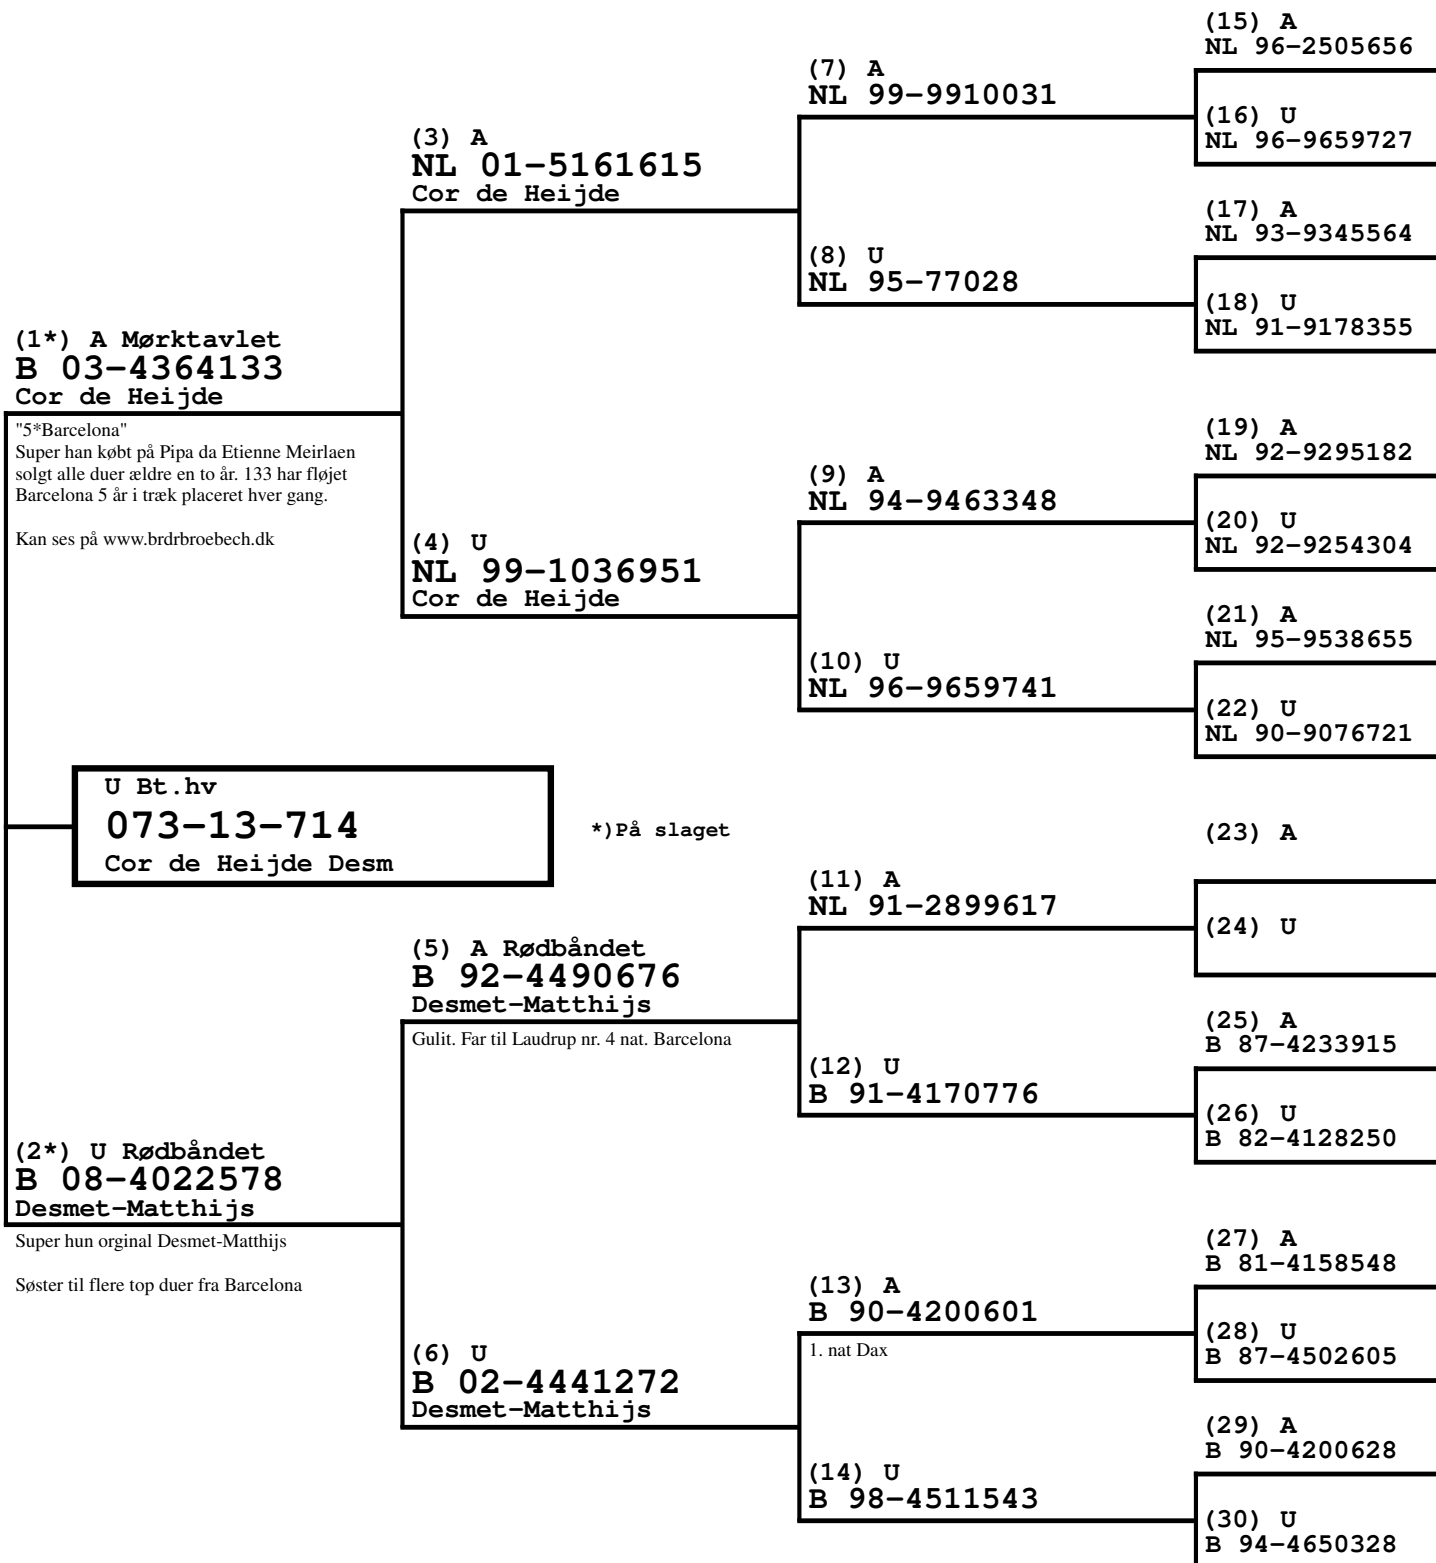 (1*) A Mørktavlet
B 03-4364133
Cor de Heijde
"5*Barcelona"
Super han købt på Pipa da Etienne Meirlaen
solgt alle duer ældre en to år. 133 har fløjet
Barcelona 5 år i træk placeret hver gang.
Kan ses på www.brdrbroebech.dk
U Bt.hv
073-13-714
Cor de Heijde Desm
*)På slaget
(2*) U Rødbåndet
B 08-4022578
Desmet-Matthijs
Super hun orginal Desmet-Matthijs
Søster til flere top duer fra Barcelona
(3) A
NL 01-5161615
Cor de Heijde
(4) U
NL 99-1036951
Cor de Heijde
(5) A Rødbåndet
B 92-4490676
Desmet-Matthijs
Gulit. Far til Laudrup nr. 4 nat. Barcelona
(6) U
B 02-4441272
Desmet-Matthijs
(7) A
NL 99-9910031
(8) U
NL 95-77028
(9) A
NL 94-9463348
(10) U
NL 96-9659741
(11) A
NL 91-2899617
(12) U
B 91-4170776
(13) A
B 90-4200601
1. nat Dax
(14) U
B 98-4511543
(15) A
NL 96-2505656
(16) U
NL 96-9659727
(17) A
NL 93-9345564
(18) U
NL 91-9178355
(19) A
NL 92-9295182
(20) U
NL 92-9254304
(21) A
NL 95-9538655
(22) U
NL 90-9076721
(23) A
(24) U
(25) A
B 87-4233915
(26) U
B 82-4128250
(27) A
B 81-4158548
(28) U
B 87-4502605
(29) A
B 90-4200628
(30) U
B 94-4650328